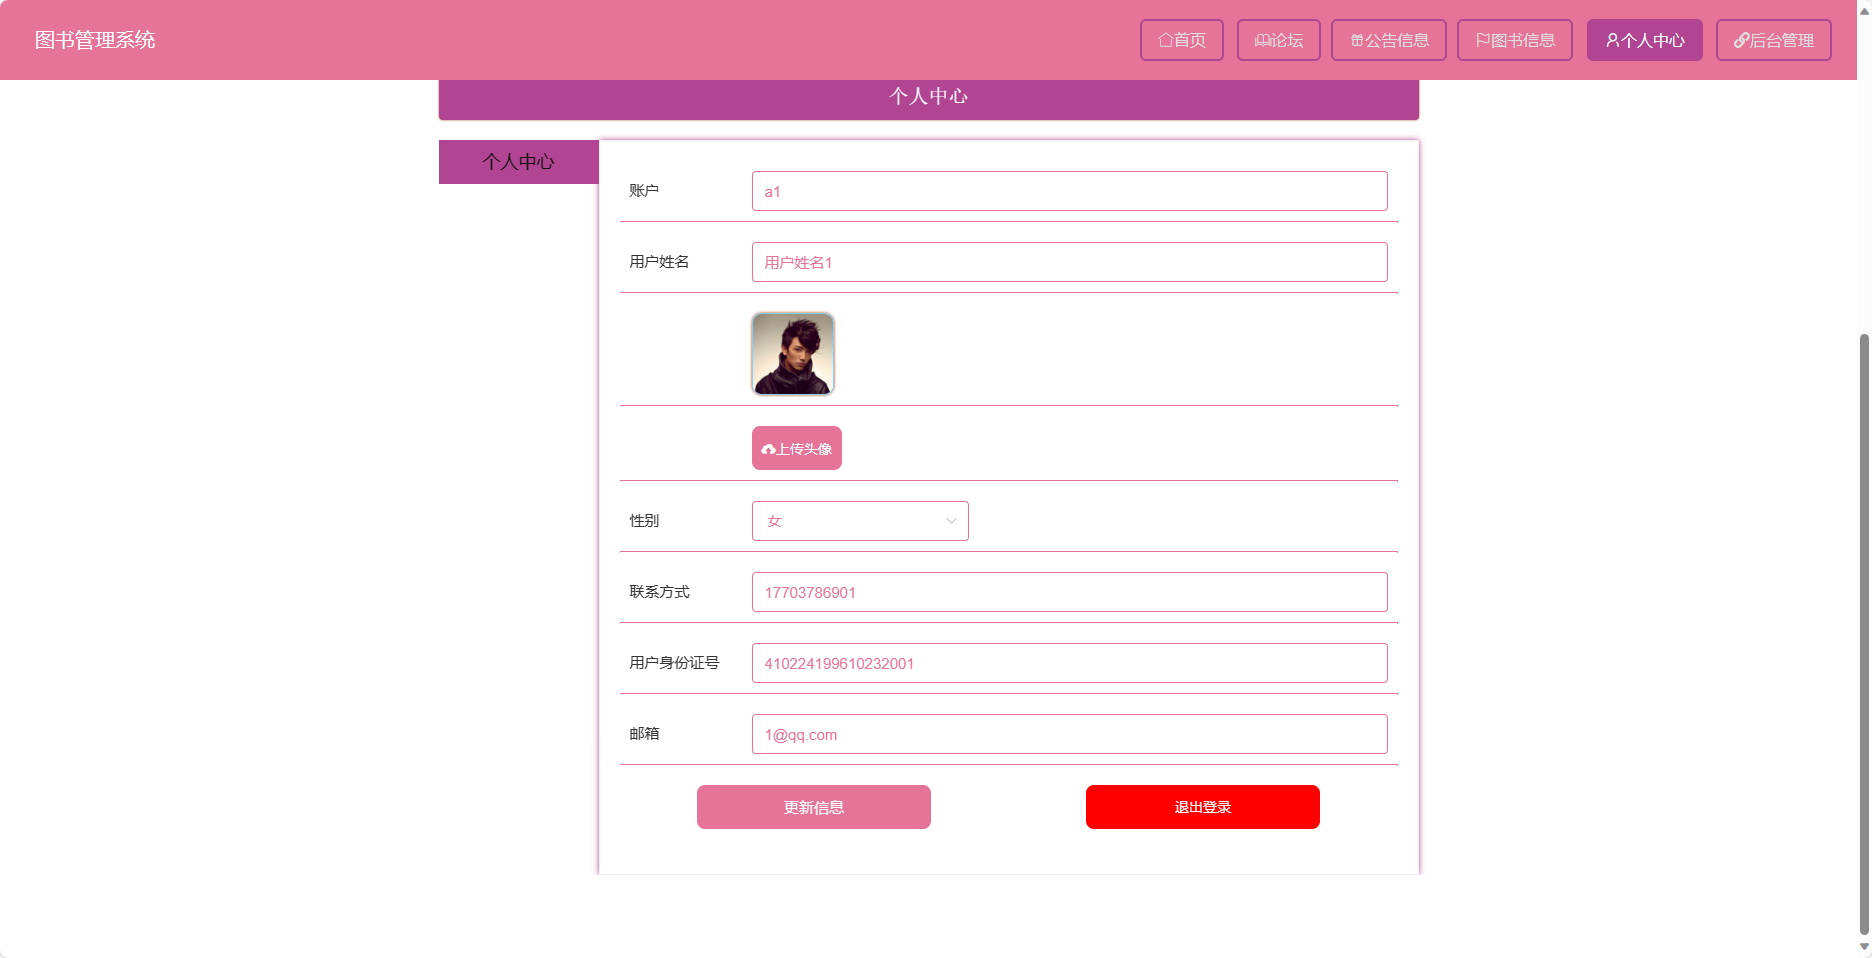 图书管理系统
首页
论坛
公告信息
图书信息
个人中心
后台管理
个人中心
个人中心
账户
a1
用户姓名
用户姓名1
上传头像
性别
女
联系方式
17703786901
用户身份证号
410224199610232001
邮箱
1@qq.com
更新信息
退出登录